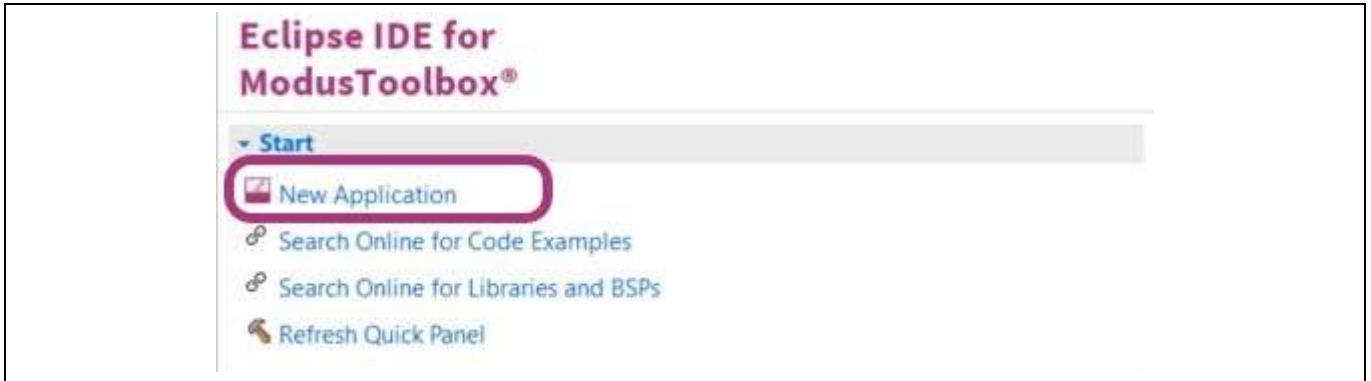 Eclipse IDE for
ModusToolbox®
Start
New Application
Search Online for Code Examples
Search Online for Libraries and BSPs
Refresh Quick Panel